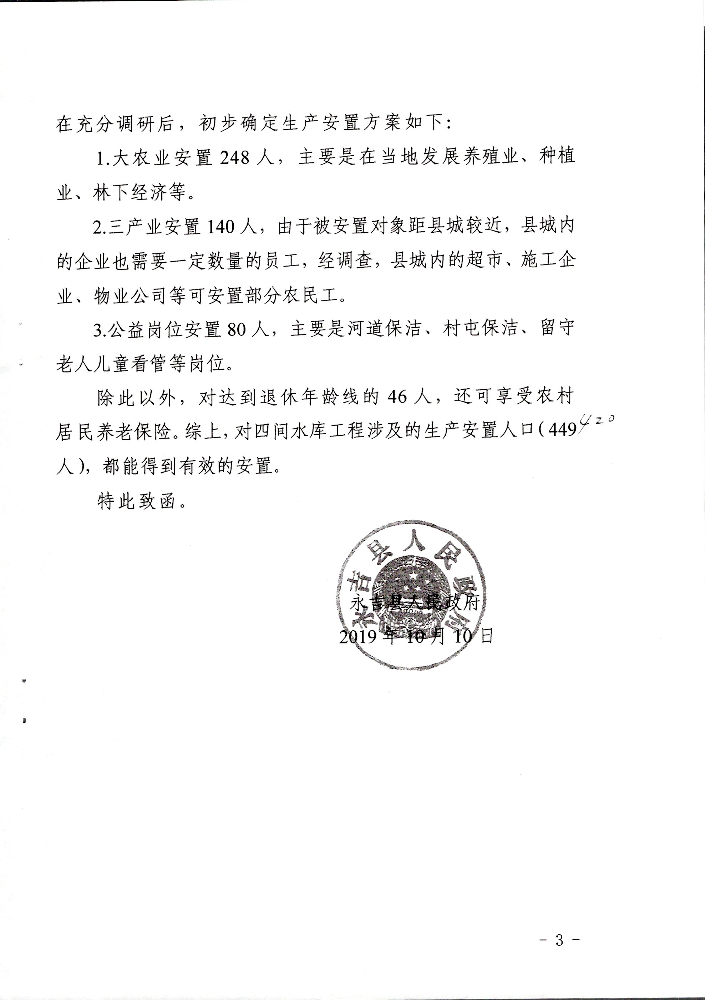 在充分调研后，初步确定生产安置方案如下：
1.大农业安置 248 人，主要是在当地发展养殖业、种植
业、林下经济等。
2.三产业安置 140 人，由于被安置对象距县城较近，县城内
的企业也需要一定数量的员工，经调查，县城内的超市、施工企
业、物业公司等可安置部分农民工。
3.公益岗位安置 80 人，主要是河道保洁、村屯保洁、留守
老人儿童看管等岗位。
除此以外，对达到退休年龄线的 46 人，还可享受农村
居民养老保险。综上，对四间水库工程涉及的生产安置人口（449 420
人），都能得到有效的安置。
特此致函。
永吉县人民政府
永吉县人民政府
2019 年 10 月 10 日
- 3 -